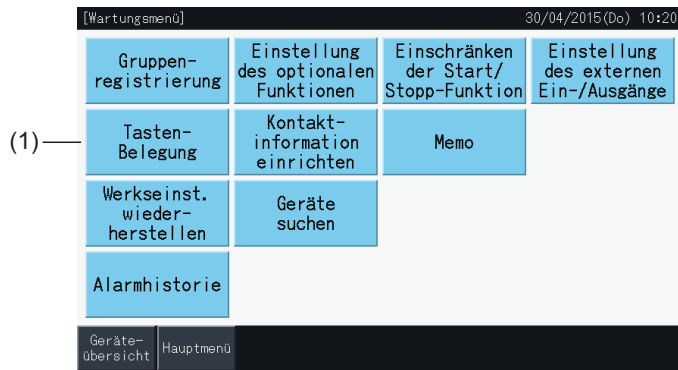 [Wartungsmenü] 30/04/2015(Do) 10:20
Gruppen-
registrierung
Einstellung
des optionalen
Funktionen
Einschränken
der Start/
Stopp-Funktion
Einstellung
des externen
Ein-/Ausgänge
(1)
Tasten-
Belegung
Kontakt-
information
einrichten
Memo
Werkseinst.
wieder-
herstellen
Geräte
suchen
Alarmhistorie
Geräte-
übersicht
Hauptmenü